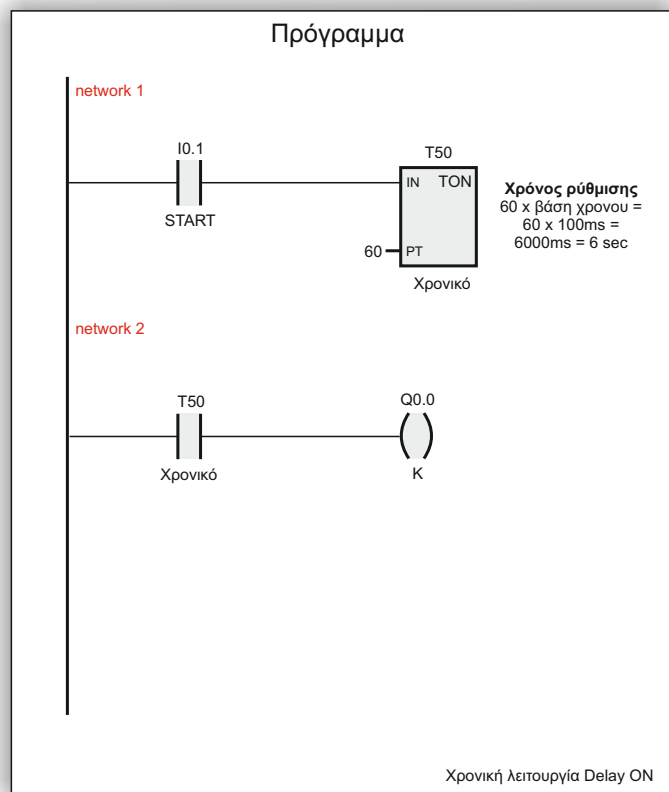 Πρόγραμμα
network 1
I0.1
START
T50
IN TON
60 PT
Χρονικό
Χρόνος ρύθμισης
60 x βάση χρονου =
60 x 100ms =
6000ms = 6 sec
network 2
T50
Χρονικό
Q0.0
K
Χρονική λειτουργία Delay ON